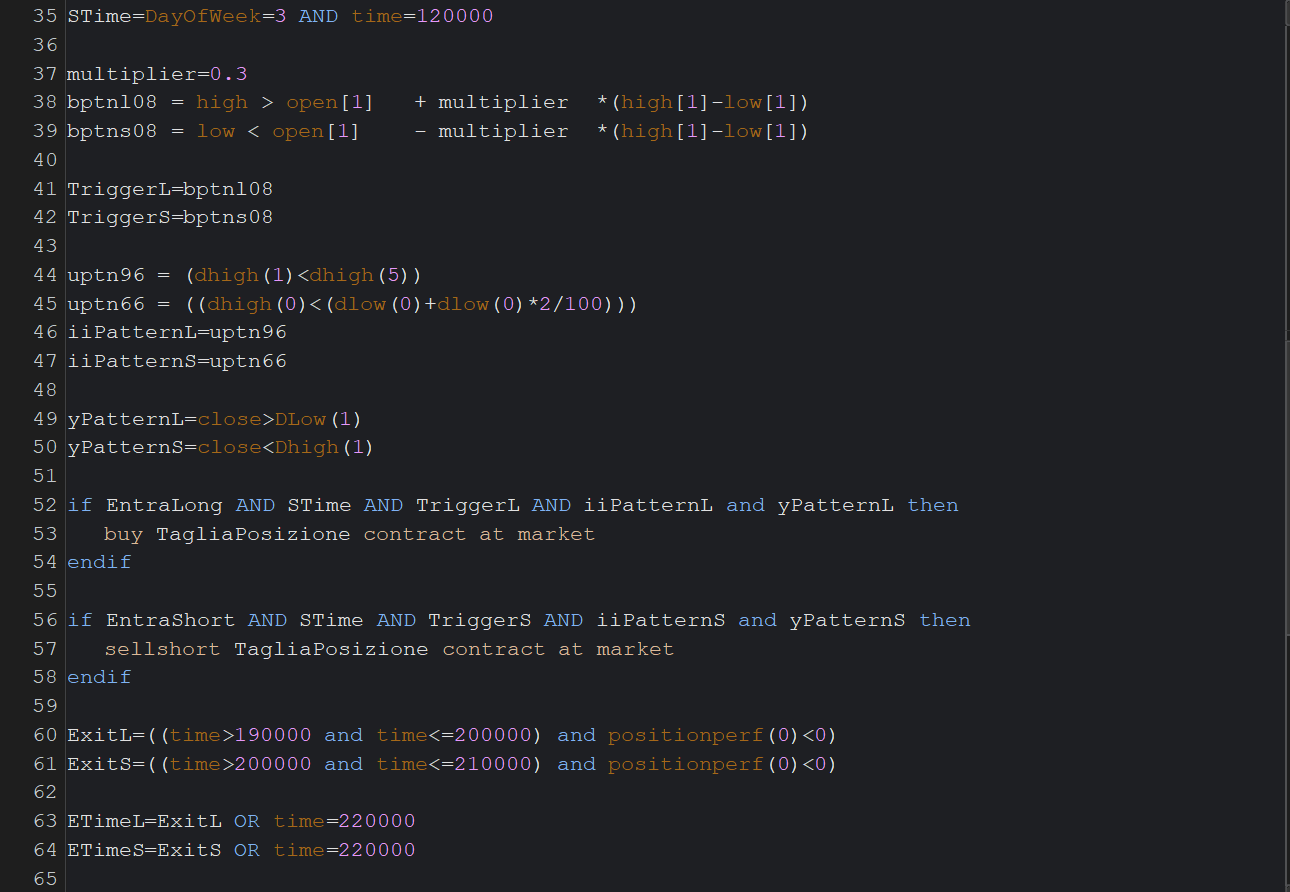 35 STime=DayOfWeek=3 AND time=120000
36
37 multiplier=0.3
38 bptnl08 = high > open[1]   + multiplier  *(high[1]-low[1])
39 bptns08 = low < open[1]    - multiplier  *(high[1]-low[1])
40
41 TriggerL=bptnl08
42 TriggerS=bptns08
43
44 uptn96 = (dhigh(1)<dhigh(5))
45 uptn66 = ((dhigh(0)<(dlow(0)+dlow(0)*2/100)))
46 iiPatternL=uptn96
47 iiPatternS=uptn66
48
49 yPatternL=close>DLow(1)
50 yPatternS=close<Dhigh(1)
51
52 if EntraLong AND STime AND TriggerL AND iiPatternL and yPatternL then
53    buy TagliaPosizione contract at market
54 endif
55
56 if EntraShort AND STime AND TriggerS AND iiPatternS and yPatternS then
57    sellshort TagliaPosizione contract at market
58 endif
59
60 ExitL=((time>190000 and time<=200000) and positionperf(0)<0)
61 ExitS=((time>200000 and time<=210000) and positionperf(0)<0)
62
63 ETimeL=ExitL OR time=220000
64 ETimeS=ExitS OR time=220000
65